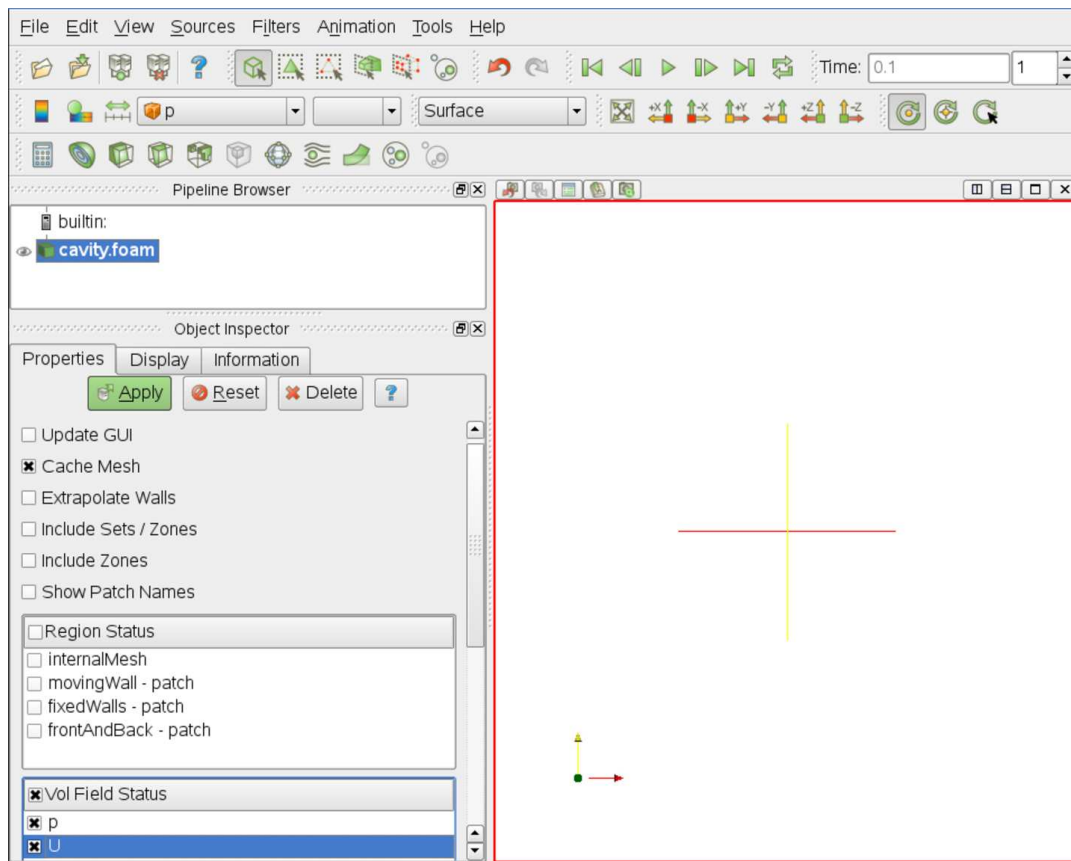 File Edit View Sources Filters Animation Tools Help
Time: 0.1 1
p Surface
+X -X +Y -Y +Z -Z
Pipeline Browser
builtin:
cavity.foam
Object Inspector
Properties Display Information
Apply Reset Delete ?
Update GUI
Cache Mesh
Extrapolate Walls
Include Sets / Zones
Include Zones
Show Patch Names
Region Status
internalMesh
movingWall - patch
fixedWalls - patch
frontAndBack - patch
Vol Field Status
p
U